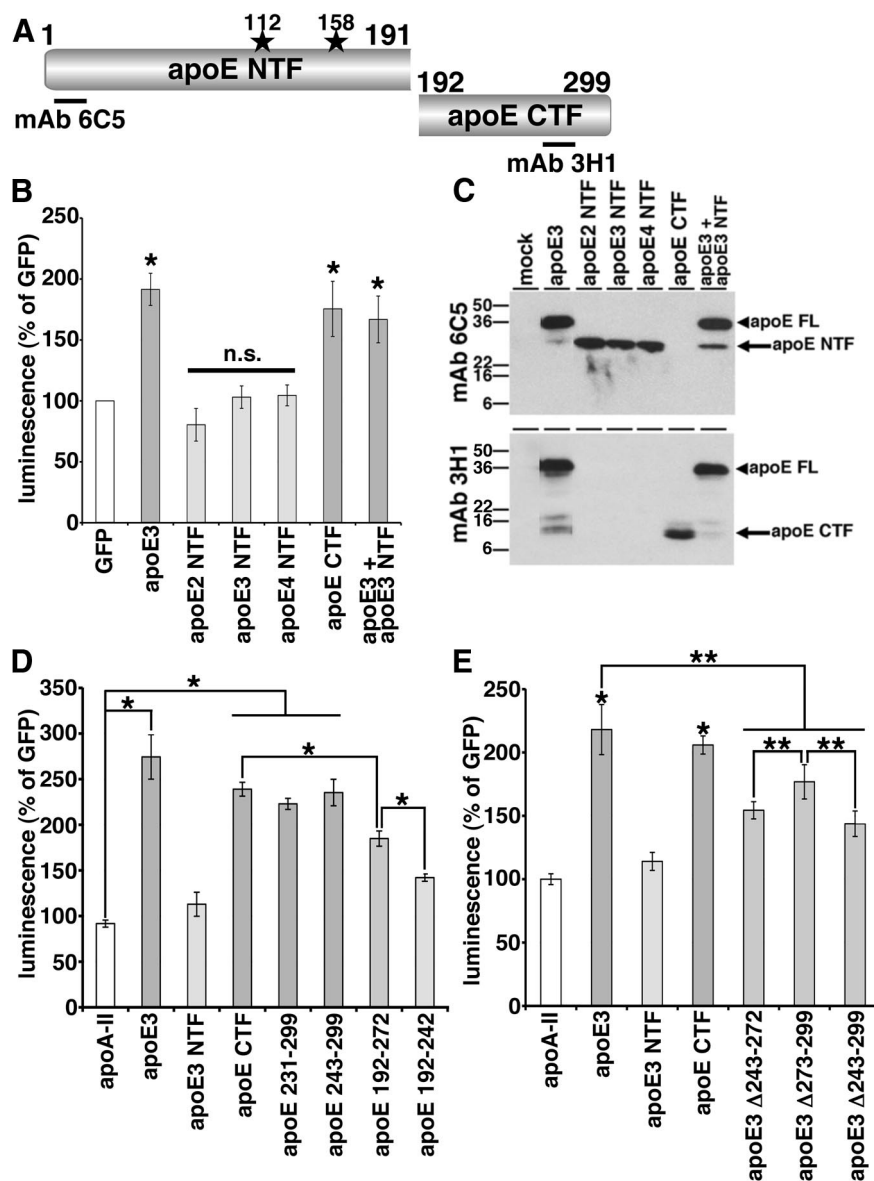 A
1
112
158
191
★
★
apoE NTF
192
299
mAb 6C5
apoE CTF
mAb 3H1
B
luminescence (% of GFP)
250
200
150
100
50
0
*
n.s.
*
*
GFP
apoE3
apoE2 NTF
apoE3 NTF
apoE4 NTF
apoE CTF
apoE3 +
apoE3 NTF
C
mock
apoE3
apoE2 NTF
apoE3 NTF
apoE4 NTF
apoE CTF
apoE3 +
apoE3 NTF
mAb 6C5
50
36
22
16
6
apoE FL
apoE NTF
mAb 3H1
50
36
22
16
6
apoE FL
apoE CTF
D
luminescence (% of GFP)
350
300
250
200
150
100
50
0
*
*
*
*
apoA-II
apoE3
apoE3 NTF
apoE CTF
apoE 231-299
apoE 243-299
apoE 192-272
apoE 192-242
E
luminescence (% of GFP)
250
200
150
100
50
0
**
*
*
**
**
apoA-II
apoE3
apoE3 NTF
apoE CTF
apoE3 Δ243-272
apoE3 Δ273-299
apoE3 Δ243-299